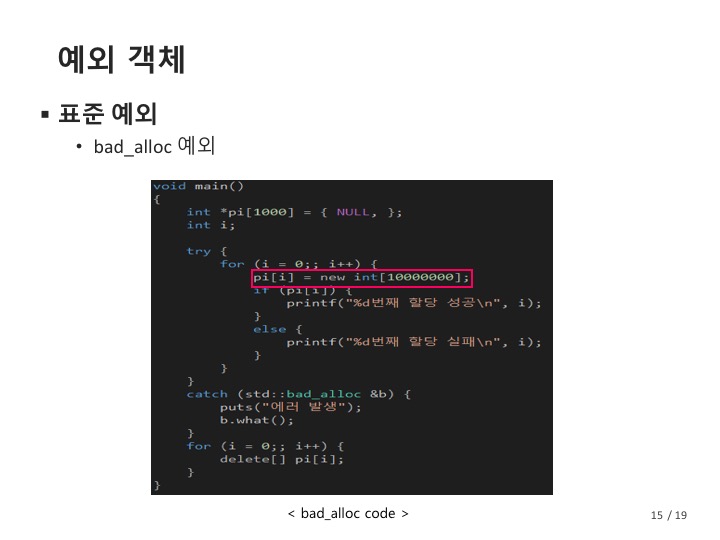 예외 객체
▪ 표준 예외
• bad_alloc 예외
void main()
{
    int *pi[1000] = { NULL, };
    int i;

    try {
        for (i = 0;; i++) {
            pi[i] = new int[10000000];
            if (pi[i]) {
                printf("%d번째 할당 성공\n", i);
            }
            else {
                printf("%d번째 할당 실패\n", i);
            }
        }
    }
    catch (std::bad_alloc &b) {
        puts("에러 발생");
        b.what();
    }
    for (i = 0;; i++) {
        delete[] pi[i];
    }
}
< bad_alloc code >
15 / 19